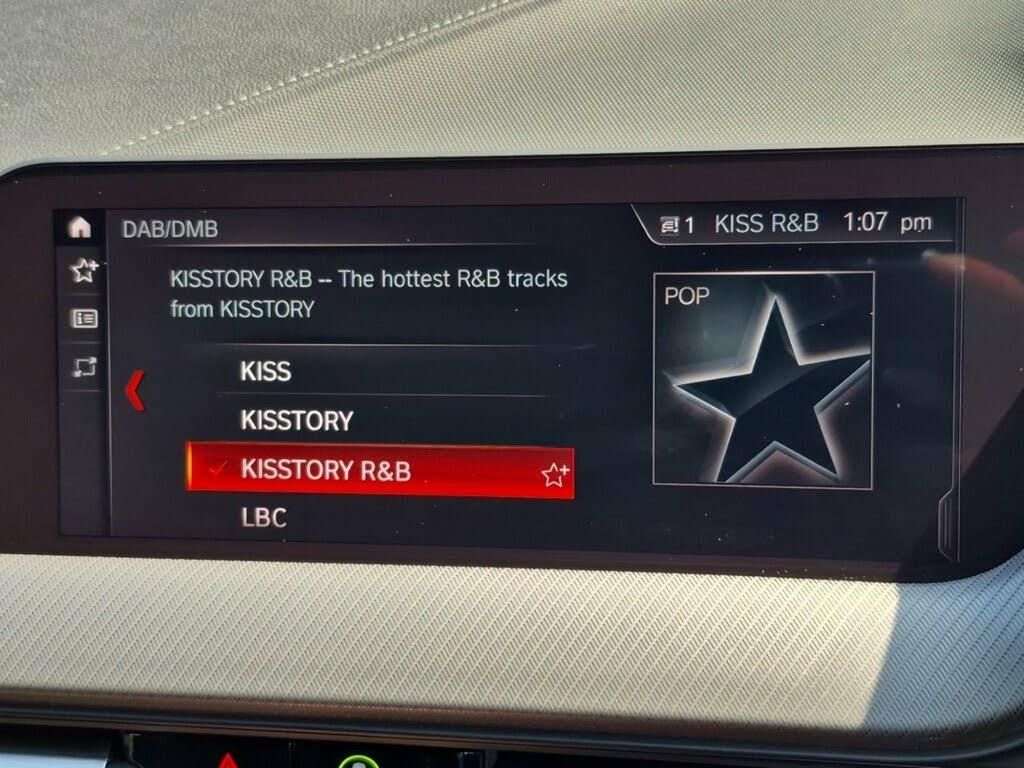 DAB/DMB
1 KISS R&B 1:07 pm
KISSTORY R&B -- The hottest R&B tracks
from KISSTORY
POP
KISS
KISSTORY
KISSTORY R&B
LBC